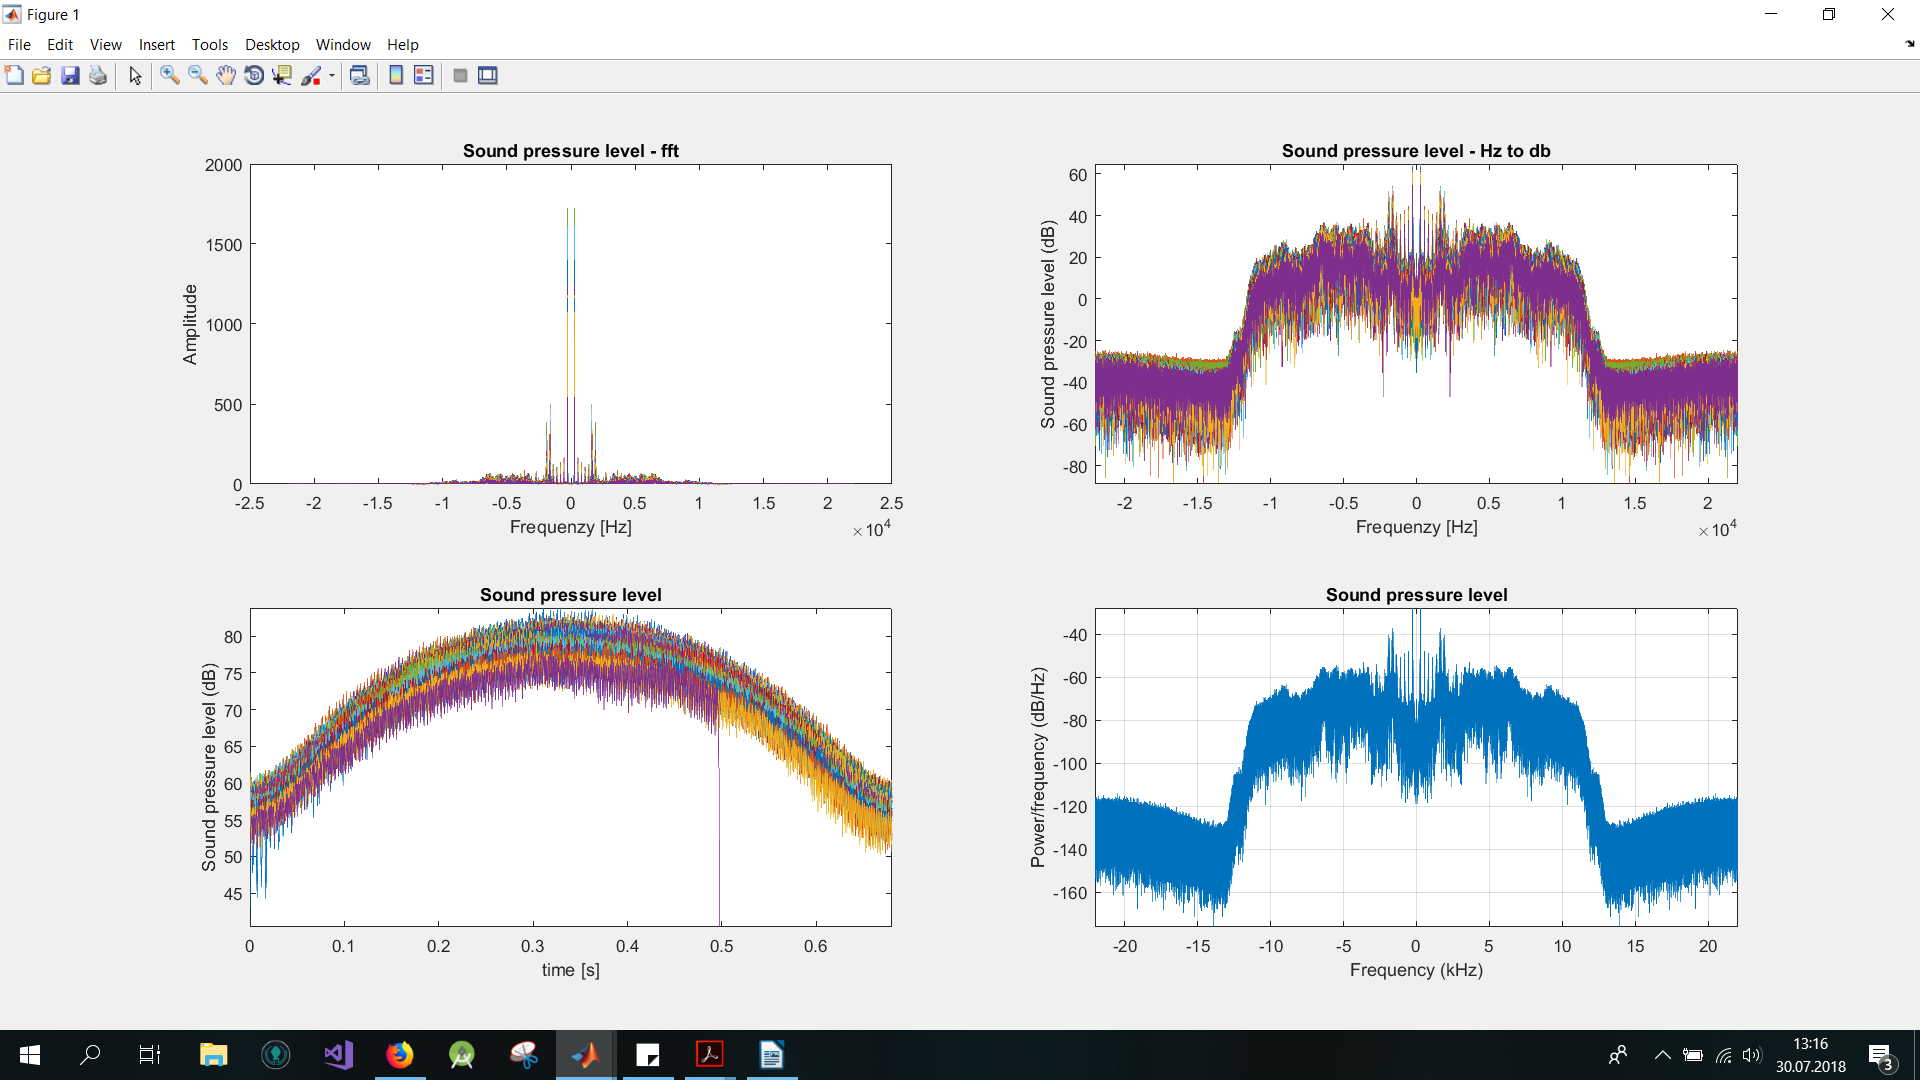 Figure 1
File Edit View Insert Tools Desktop Window Help
Sound pressure level - fft
2000
1500
1000
500
0
Amplitude
-2.5 -2 -1.5 -1 -0.5 0 0.5 1 1.5 2 2.5
Frequenzy [Hz]
×10^4
Sound pressure level - Hz to db
60
40
20
0
-20
-40
-60
-80
Sound pressure level (dB)
-2 -1.5 -1 -0.5 0 0.5 1 1.5 2
Frequenzy [Hz]
×10^4
Sound pressure level
80
75
70
65
60
55
50
45
Sound pressure level (dB)
0 0.1 0.2 0.3 0.4 0.5 0.6
time [s]
Sound pressure level
-40
-60
-80
-100
-120
-140
-160
Power/frequency (dB/Hz)
-20 -15 -10 -5 0 5 10 15 20
Frequency (kHz)
13:16
30.07.2018
3